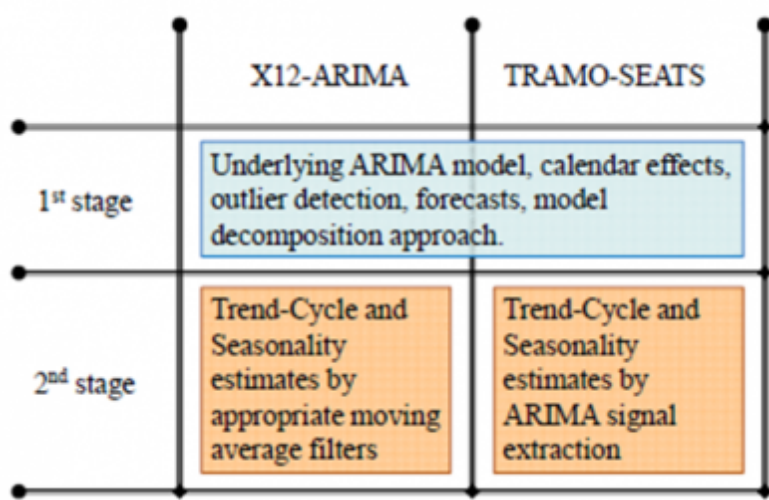 X12-ARIMA
TRAMO-SEATS
1st stage
Underlying ARIMA model, calendar effects,
outlier detection, forecasts, model
decomposition approach.
2nd stage
Trend-Cycle and
Seasonality
estimates by
appropriate moving
average filters
Trend-Cycle and
Seasonality
estimates by
ARIMA signal
extraction